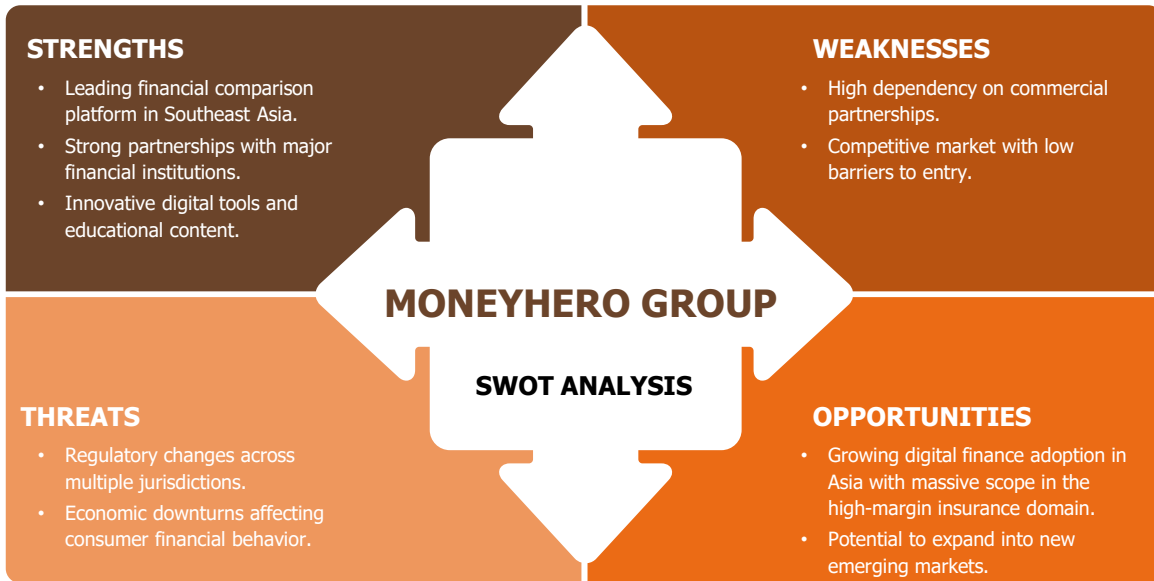 STRENGTHS
• Leading financial comparison
platform in Southeast Asia.
• Strong partnerships with major
financial institutions.
• Innovative digital tools and
educational content.
WEAKNESSES
• High dependency on commercial
partnerships.
• Competitive market with low
barriers to entry.
MONEYHERO GROUP
SWOT ANALYSIS
THREATS
• Regulatory changes across
multiple jurisdictions.
• Economic downturns affecting
consumer financial behavior.
OPPORTUNITIES
• Growing digital finance adoption in
Asia with massive scope in the
high-margin insurance domain.
• Potential to expand into new
emerging markets.